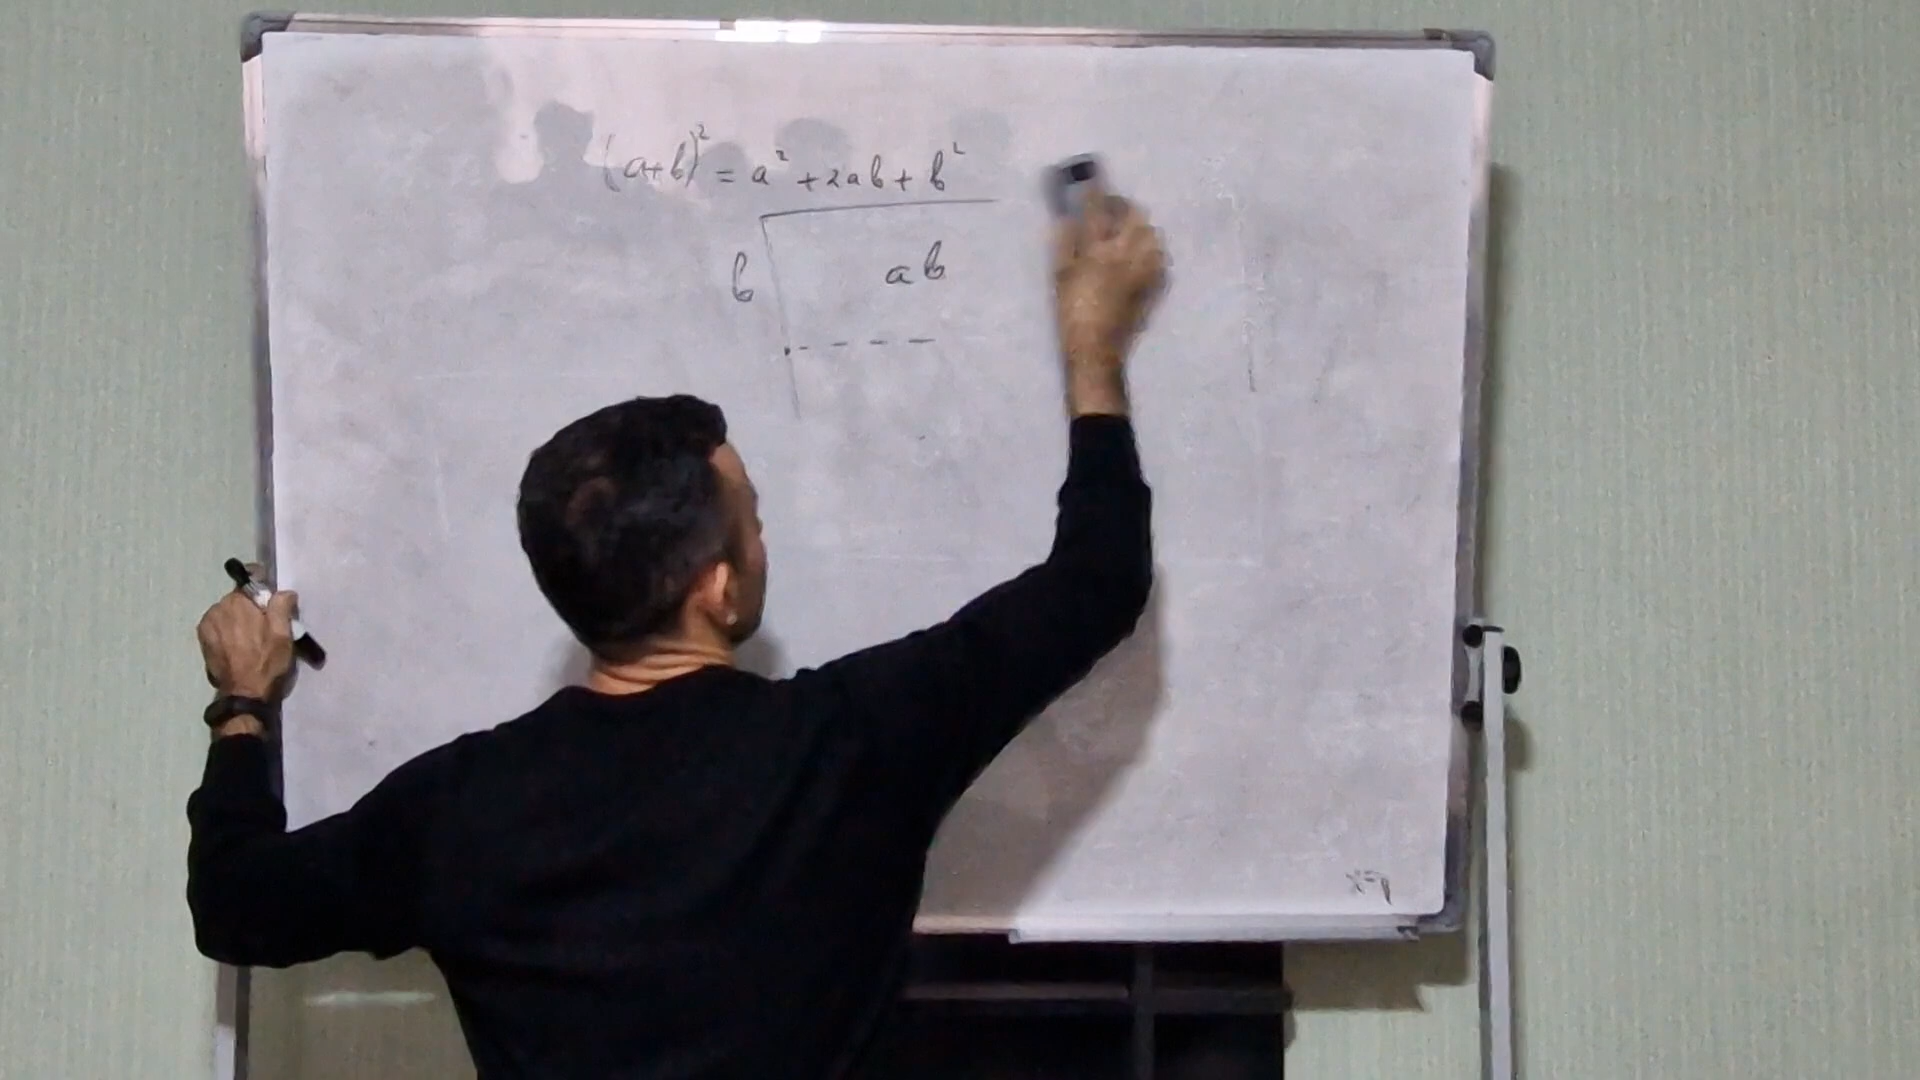 (a+b)² = a² + 2ab + b²
b ab